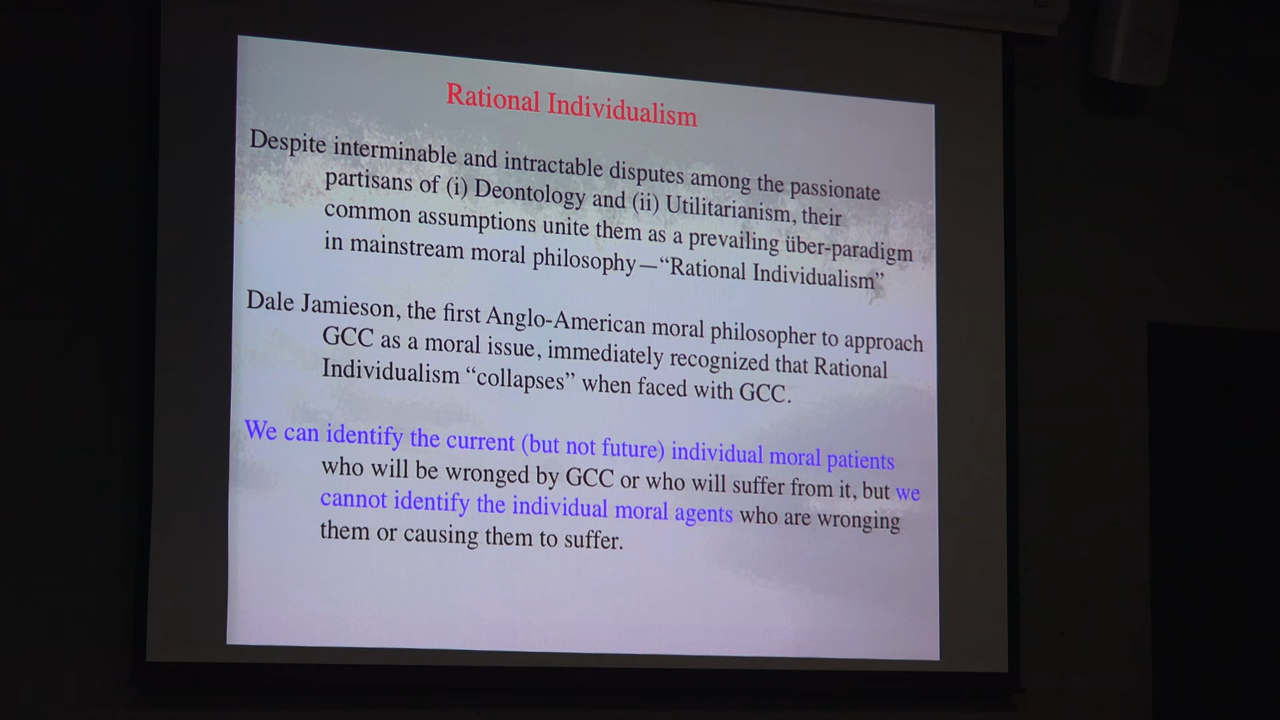 Rational Individualism
Despite interminable and intractable disputes among the passionate
partisans of (i) Deontology and (ii) Utilitarianism, their
common assumptions unite them as a prevailing über-paradigm
in mainstream moral philosophy—“Rational Individualism”
Dale Jamieson, the first Anglo-American moral philosopher to approach
GCC as a moral issue, immediately recognized that Rational
Individualism “collapses” when faced with GCC.
We can identify the current (but not future) individual moral patients
who will be wronged by GCC or who will suffer from it, but we
cannot identify the individual moral agents who are wronging
them or causing them to suffer.